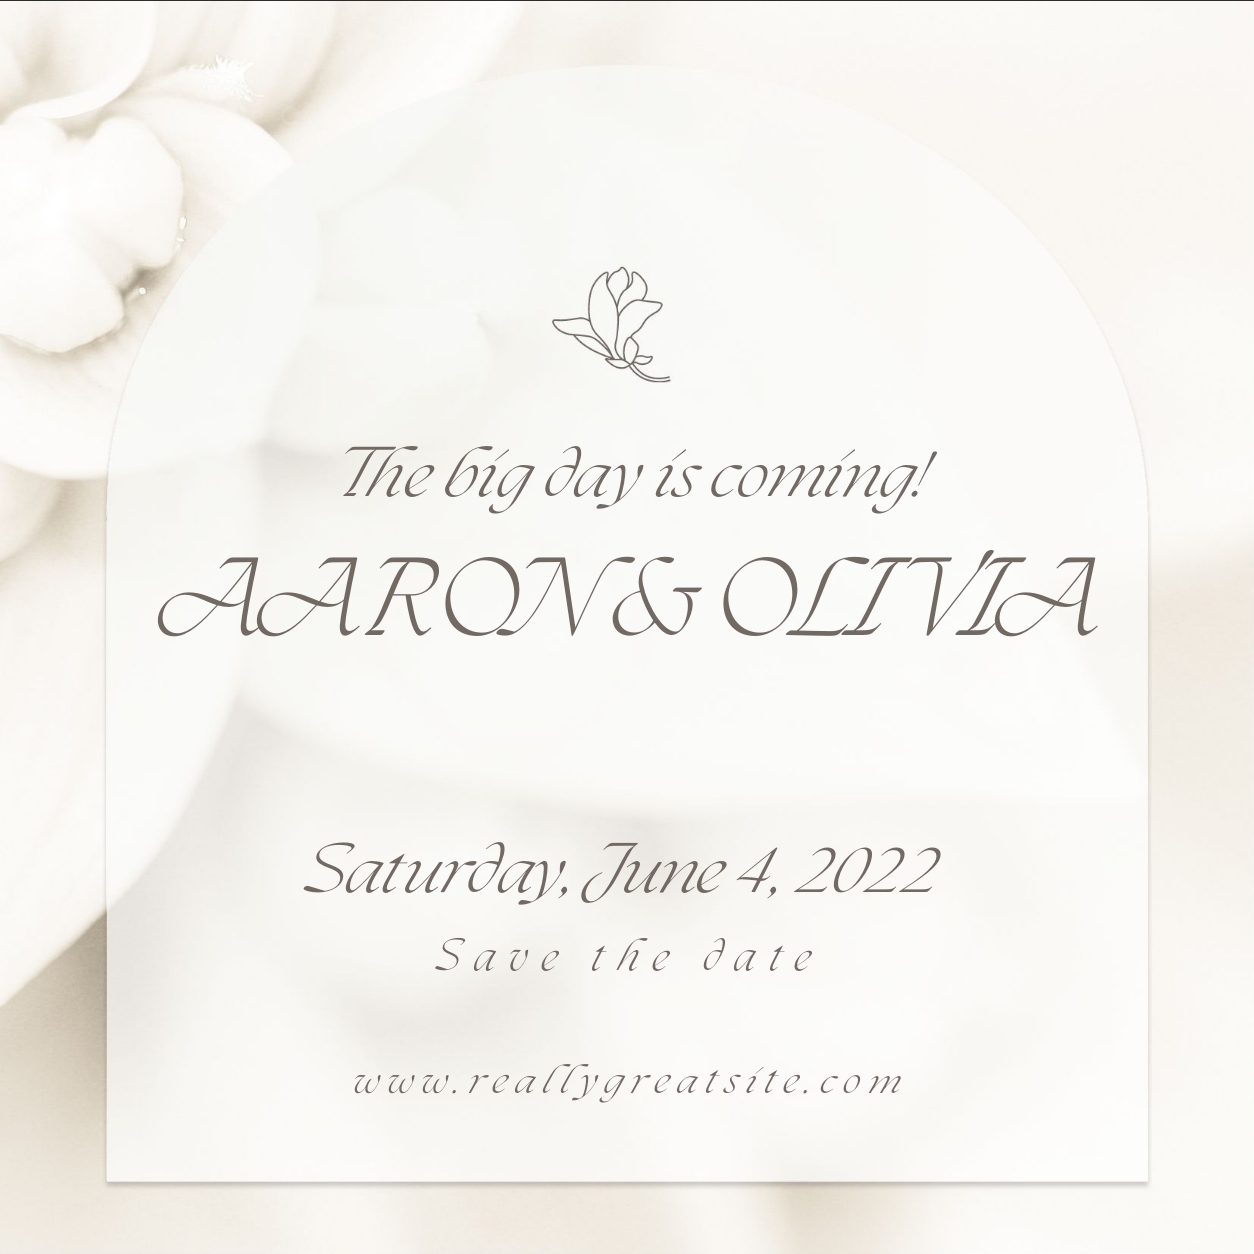 The big day is coming!
AARON & OLIVIA
Saturday, June 4, 2022
Save the date
www.reallygreatsite.com